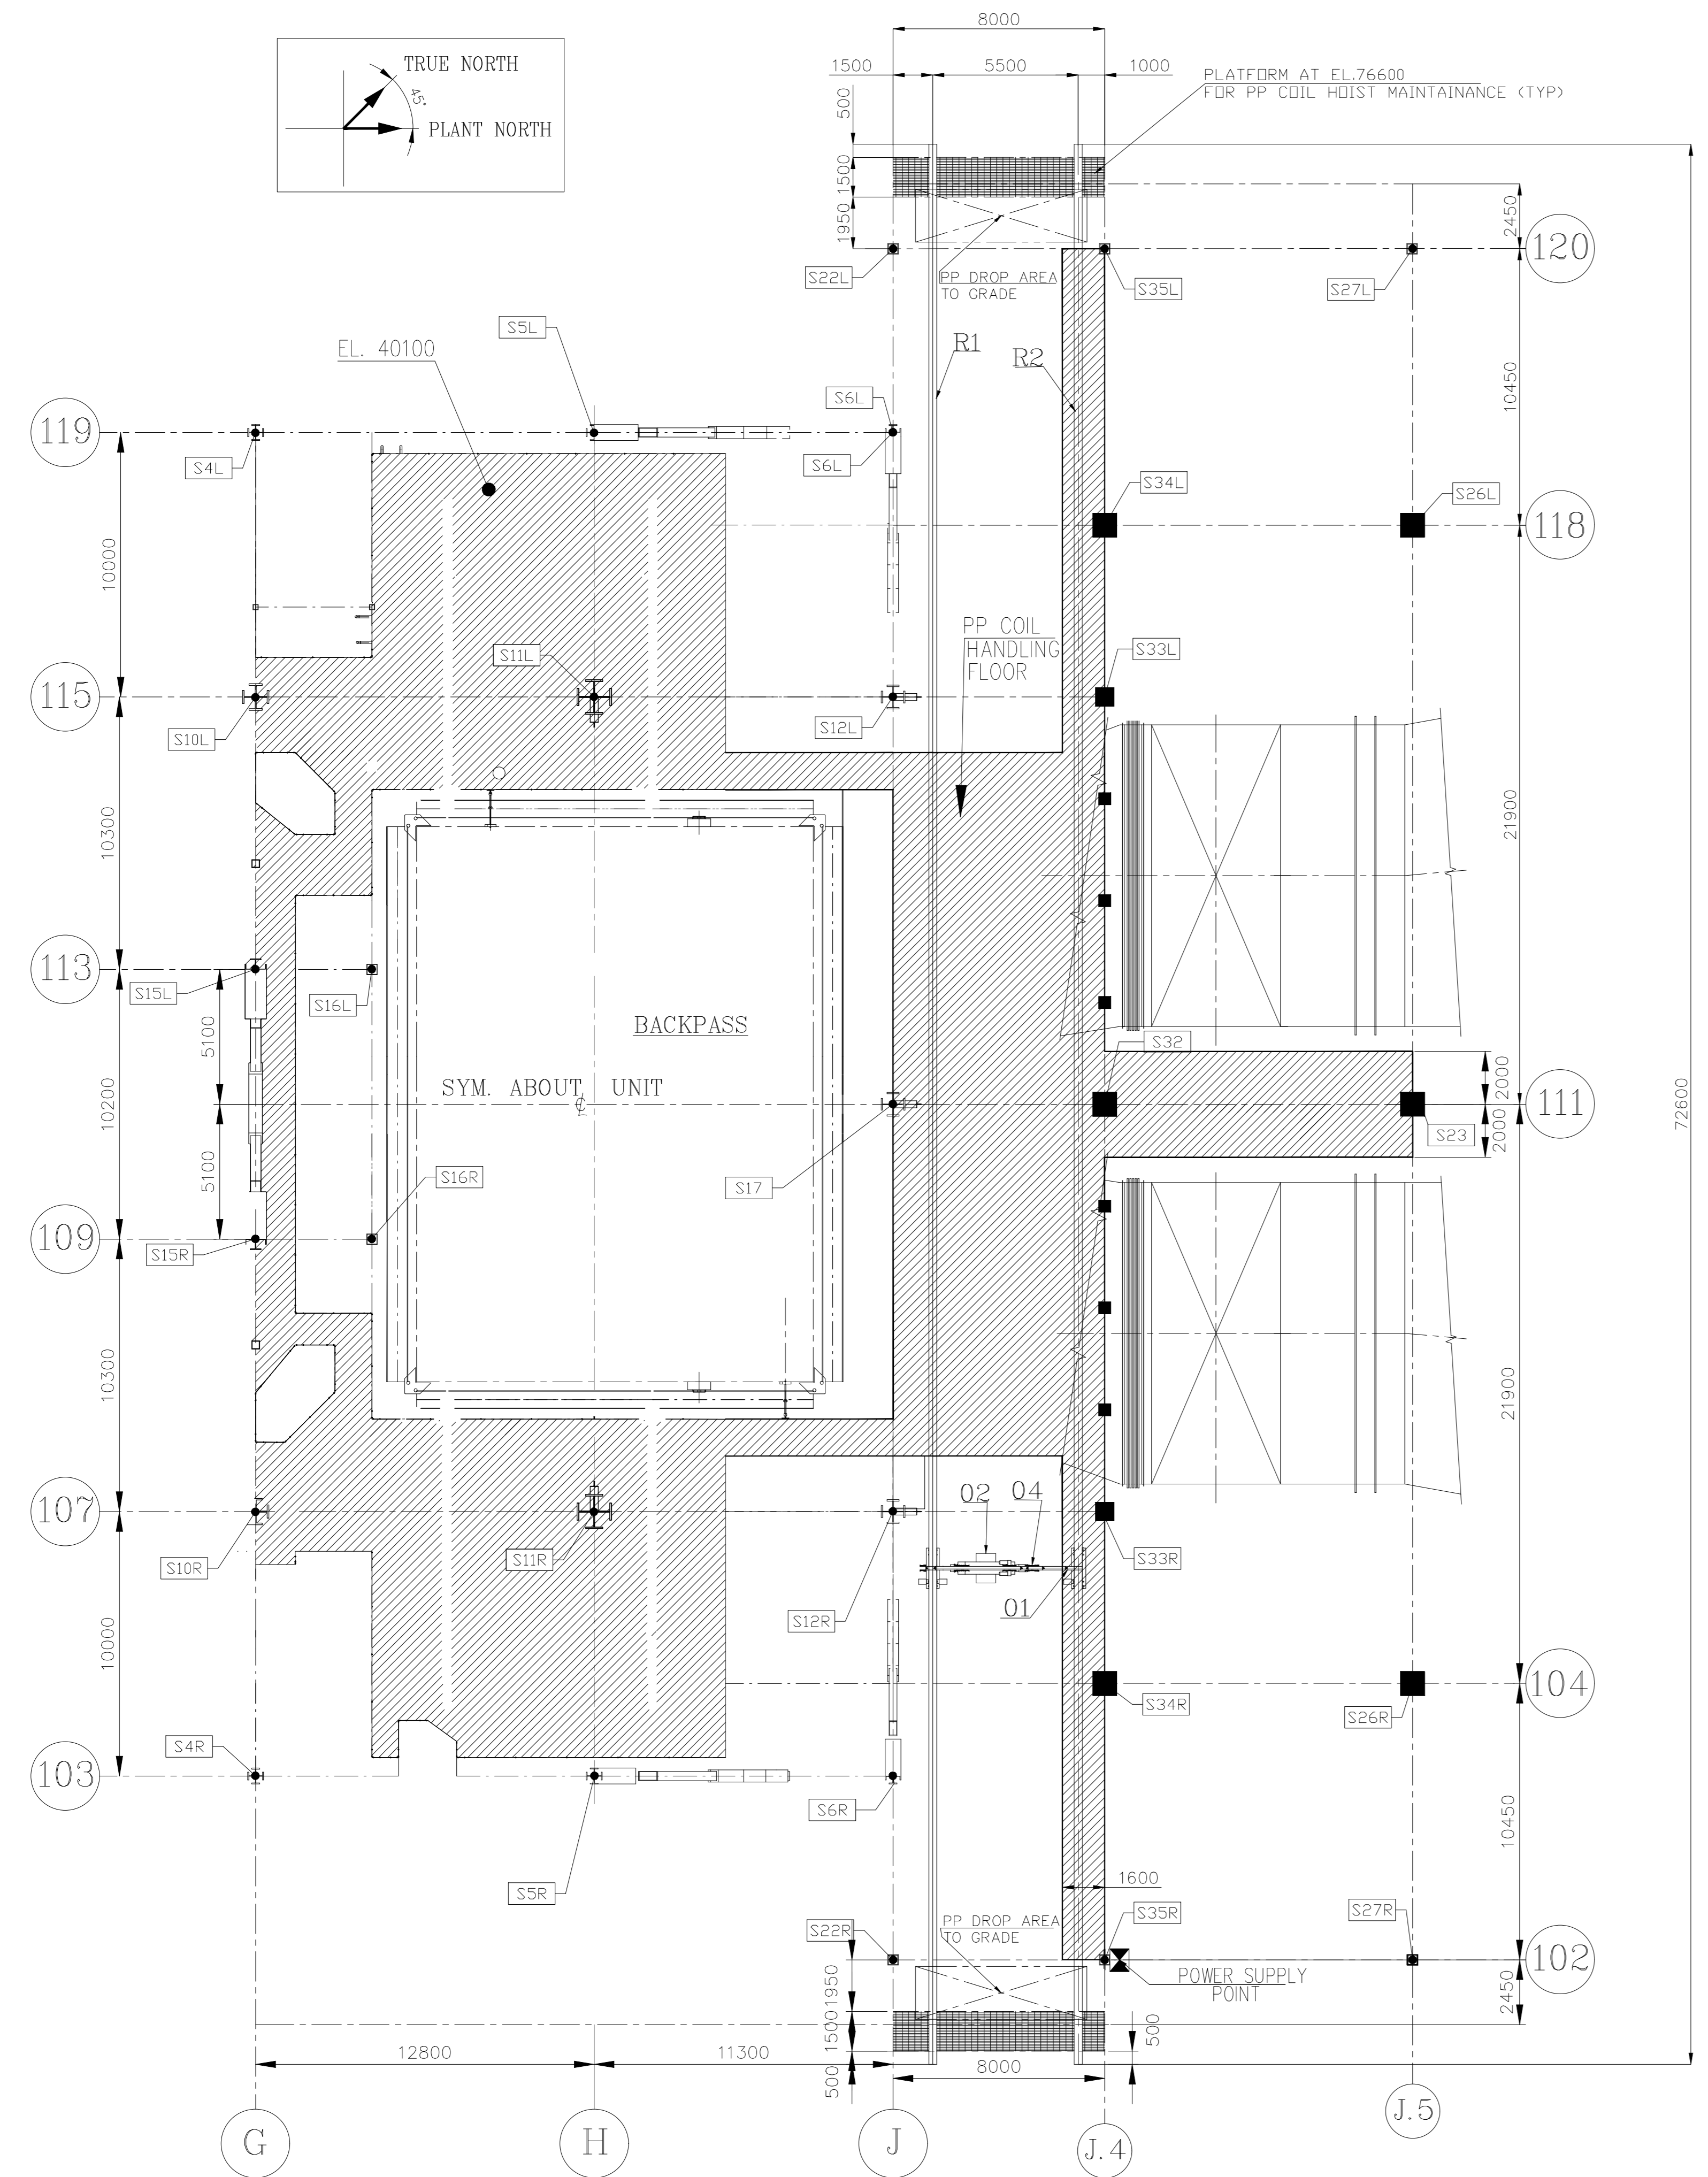 8000
1500
5500
1000
TRUE NORTH
45°
PLANT NORTH
PLATFORM AT EL.76600
FOR PP COIL HOIST MAINTAINANCE (TYP)
500
1500
1950
2450
120
S22L
PP DROP AREA
TO GRADE
S35L
S27L
S5L
EL. 40100
R1
R2
10450
119
S6L
S4L
S6L
S34L
S26L
118
10000
PP COIL
HANDLING
FLOOR
S11L
S33L
115
S10L
S12L
10300
21900
113
S15L
S16L
BACKPASS
5100
S32
2000
SYM. ABOUT UNIT
℄
10200
111
72600
S23
2000
5100
S16R
S17
109
S15R
10300
21900
02
04
107
S10R
S11R
S33R
01
S12R
10000
S34R
S26R
104
S4R
103
S6R
10450
1600
S5R
S22R
PP DROP AREA
TO GRADE
S35R
S27R
102
POWER SUPPLY
POINT
1950
2450
1500
500
12800
11300
8000
500
G
H
J
J.4
J.5